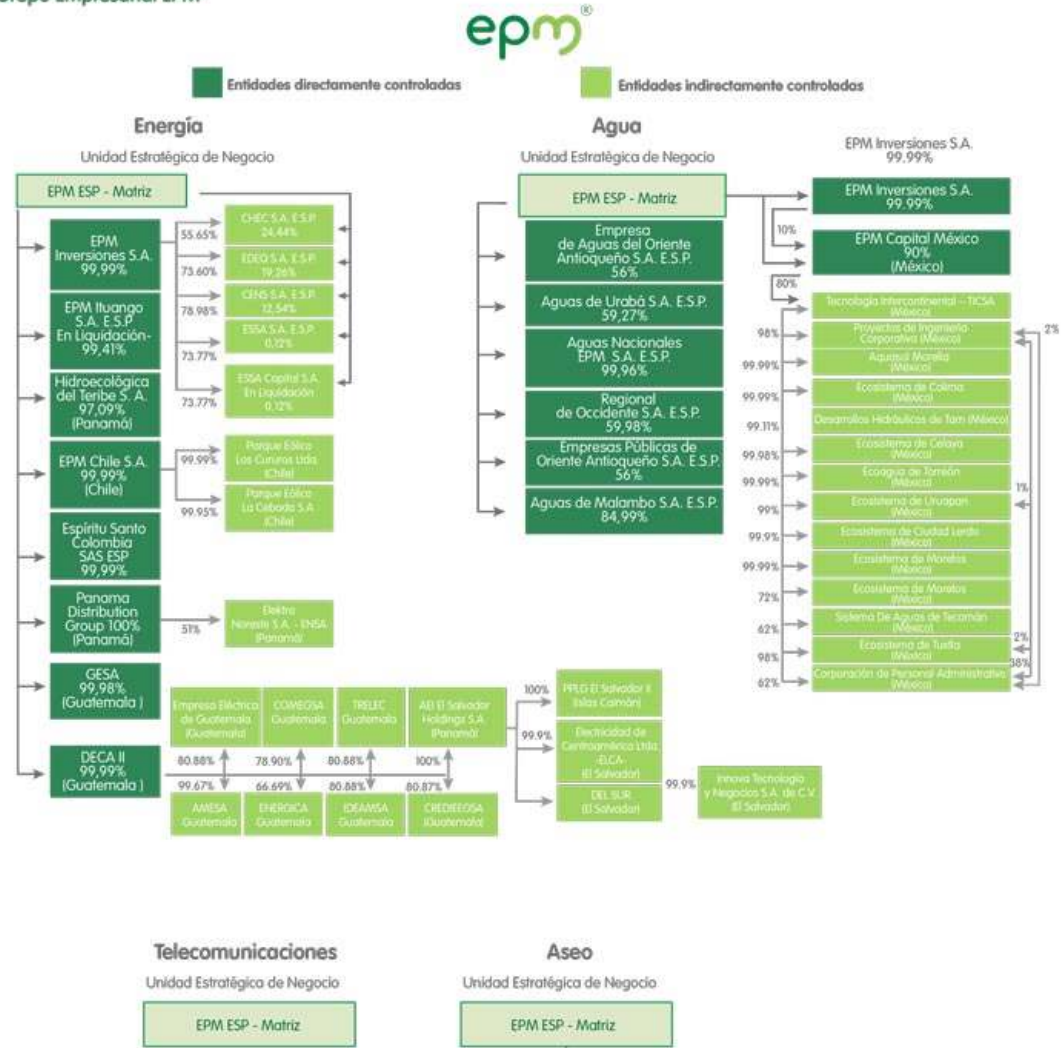 epm®
Entidades directamente controladas
Entidades indirectamente controladas
Energía
Unidad Estratégica de Negocio
EPM ESP - Matriz
EPM
Inversiones S.A.
99,99%
EPM Ituango
S.A. E.S.P
En Liquidación-
99,41%
Hidroecológica
del Teribe S. A.
97,09%
(Panamá)
EPM Chile S.A.
99,99%
(Chile)
Espíritu Santo
Colombia
SAS ESP
99,99%
Panama
Distribution
Group 100%
(Panamá)
GESA
99,98%
(Guatemala )
DECA II
99,99%
(Guatemala )
55.65%
CHEC S.A. E.S.P.
24,44%
73.60%
EDEQ S.A. E.S.P.
19,26%
78.98%
CENS S.A. E.S.P.
12,54%
73.77%
ESSA S.A. E.S.P.
0,12%
73.77%
ESSA Capital S.A.
En Liquidación
0,12%
99.99%
Parque Eólico
Los Cururos Ltda.
(Chile)
99.95%
Parque Eólico
La Cebada S.A
(Chile)
51%
Elektra
Noreste S.A. - ENSA
(Panamá)
Empresa Eléctrica
de Guatemala
(Guatemala)
COMEGSA
Guatemala
TRELEC
Guatemala
AEI El Salvador
Holdings S.A.
(Panamá)
80.88%
78.90%
80.88%
100%
99.67%
66.69%
80.88%
80.87%
AMESA
Guatemala
ENERGICA
Guatemala
IDEAMSA
Guatemala
CREDIEEGSA
(Guatemala)
100%
PPLG El Salvador II
(Islas Caimán)
99.9%
Electricidad de
Centroamérica Ltda.
-ELCA-
(El Salvador)
DEL SUR
(El Salvador)
99.9%
Innova Tecnología
y Negocios S.A. de C.V.
(El Salvador)
Agua
Unidad Estratégica de Negocio
EPM ESP - Matriz
Empresa
de Aguas del Oriente
Antioqueño S.A. E.S.P.
56%
Aguas de Urabá S.A. E.S.P.
59,27%
Aguas Nacionales
EPM S.A. E.S.P.
99,96%
Regional
de Occidente S.A. E.S.P.
59,98%
Empresas Públicas de
Oriente Antioqueño S.A. E.S.P.
56%
Aguas de Malambo S.A. E.S.P.
84,99%
EPM Inversiones S.A.
99.99%
EPM Inversiones S.A.
99.99%
10%
EPM Capital México
90%
(México)
80%
Tecnología Intercontinental - TICSA
(México)
98%
Proyectos de Ingeniería
Corporativa (México)
2%
99.99%
Aquasol Morelia
(México)
99.99%
Ecosistema de Colima
(México)
99.11%
Desarrollos Hidráulicos de Tam (México)
99.98%
Ecosistema de Celaya
(México)
99.99%
Ecoagua de Torreón
(México)
1%
99%
Ecosistema de Uruapan
(México)
99.9%
Ecosistema de Ciudad Lerdo
(México)
99.99%
Ecosistema de Morelos
(México)
72%
Ecosistema de Morelos
(México)
62%
Sistema De Aguas de Tecomán
(México)
2%
98%
Ecosistema de Tuxtla
(México)
38%
62%
Corporación de Personal Administrativo
(México)
Telecomunicaciones
Unidad Estratégica de Negocio
EPM ESP - Matriz
Aseo
Unidad Estratégica de Negocio
EPM ESP - Matriz